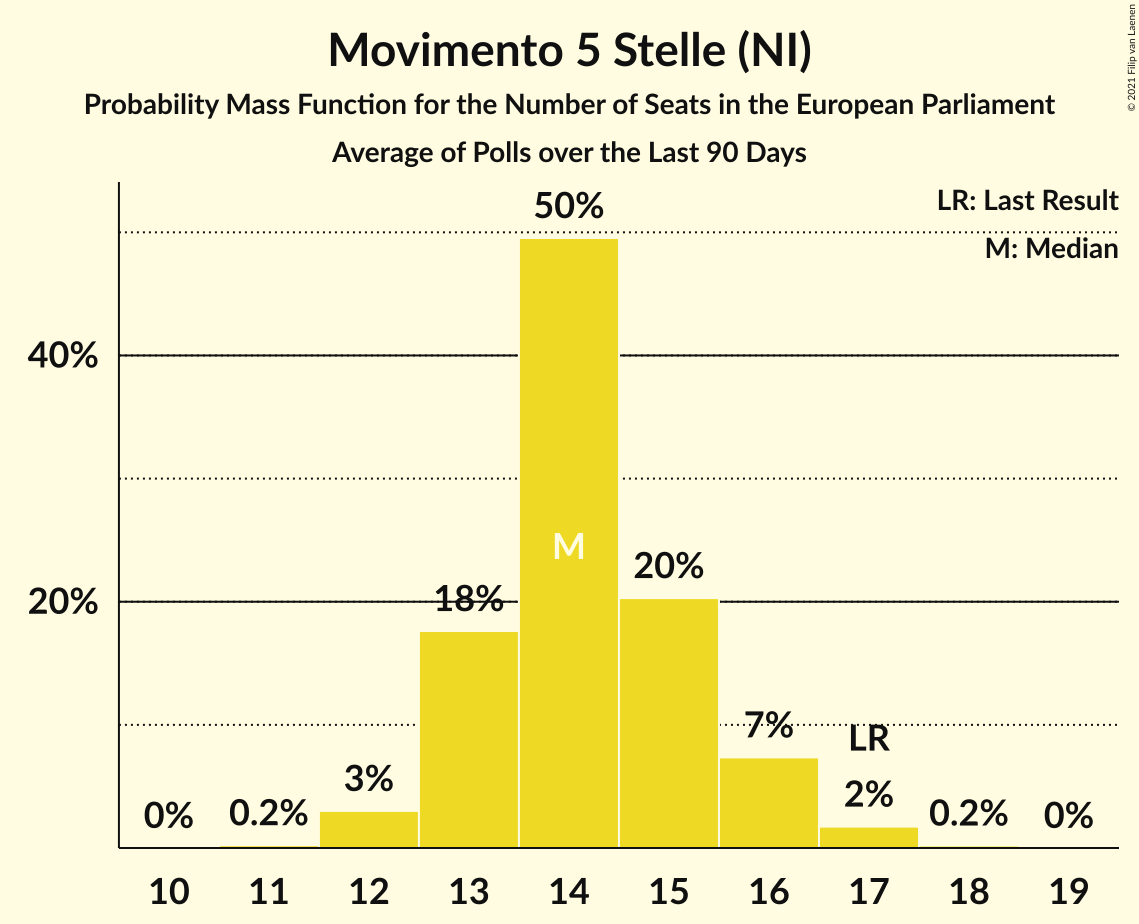 Movimento 5 Stelle (NI)
Probability Mass Function for the Number of Seats in the European Parliament
Average of Polls over the Last 90 Days
© 2021 Filip van Laenen
LR: Last Result
M: Median
50%
40%
M
20%
20%
18%
7%
LR
3%
2%
0%
0.2%
0.2%
0%
10 11 12 13 14 15 16 17 18 19